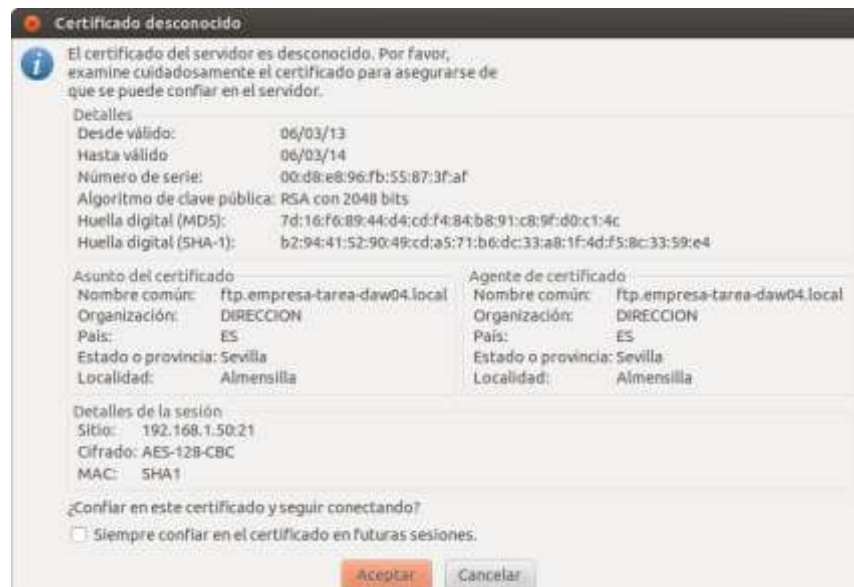 Certificado desconocido
El certificado del servidor es desconocido. Por favor,
examine cuidadosamente el certificado para asegurarse de
que se puede confiar en el servidor.
Detalles
Desde válido: 06/03/13
Hasta válido 06/03/14
Número de serie: 00:d8:e8:96:fb:55:87:3f:af
Algoritmo de clave pública: RSA con 2048 bits
Huella digital (MD5): 7d:16:f6:89:44:d4:cd:f4:84:b8:91:c8:9f:d0:c1:4c
Huella digital (SHA-1): b2:94:41:52:90:49:cd:a5:71:b6:dc:33:a8:1f:4d:f5:8c:33:59:e4
Asunto del certificado
Nombre común: ftp.empresa-tarea-daw04.local
Organización: DIRECCION
País: ES
Estado o provincia: Sevilla
Localidad: Almensilla
Agente de certificado
Nombre común: ftp.empresa-tarea-daw04.local
Organización: DIRECCION
País: ES
Estado o provincia: Sevilla
Localidad: Almensilla
Detalles de la sesión
Sitio: 192.168.1.50:21
Cifrado: AES-128-CBC
MAC: SHA1
¿Confiar en este certificado y seguir conectando?
Siempre confiar en el certificado en futuras sesiones.
Aceptar
Cancelar